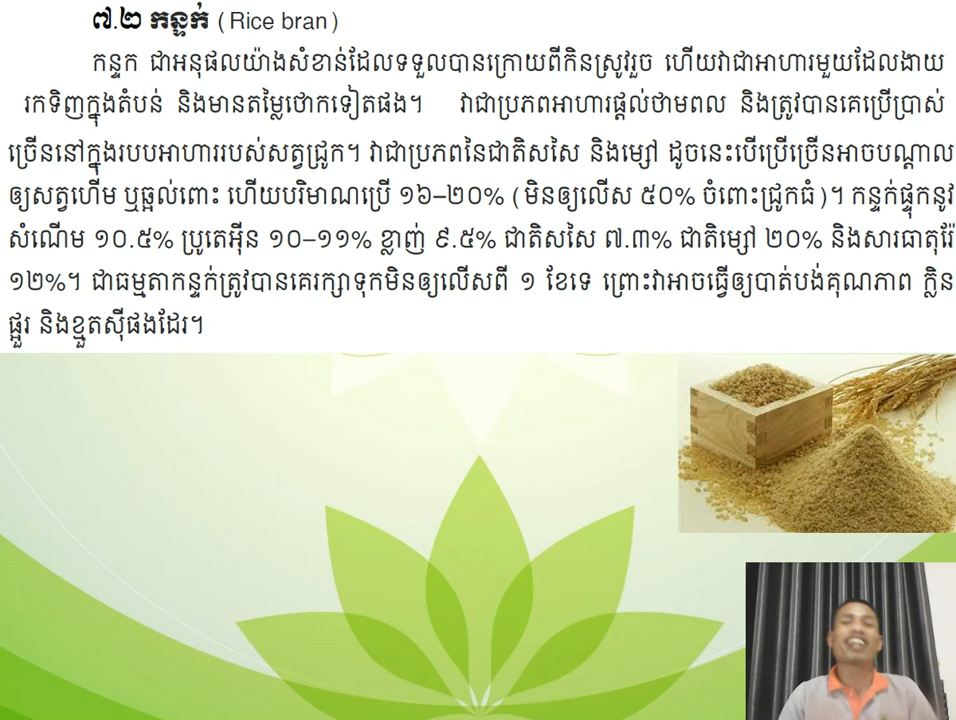 ៧.២ កន្ទក់ (Rice bran)
កន្ទក ជាអនុផលយ៉ាងសំខាន់ដែលទទួលបានក្រោយពីកិនស្រូវរួច ហើយវាជាអាហារមួយដែលងាយ
រកទិញក្នុងតំបន់ និងមានតម្លៃថោកទៀតផង។ វាជាប្រភពអាហារផ្តល់ថាមពល និងត្រូវបានគេប្រើប្រាស់
ច្រើននៅក្នុងរបបអាហាររបស់សត្វជ្រូក។ វាជាប្រភពនៃជាតិសសៃ និងម្សៅ ដូចនេះបើប្រើច្រើនអាចបណ្តាល
ឲ្យសត្វហើម ឬឆ្អល់ពោះ ហើយបរិមាណប្រើ ១៦–២០% (មិនឲ្យលើស ៥០% ចំពោះជ្រូកធំ)។ កន្ទក់ផ្ទុកនូវ
សំណើម ១០.៥% ប្រូតេអ៊ីន ១០–១១% ខ្លាញ់ ៩.៥% ជាតិសសៃ ៧.៣% ជាតិម្សៅ ២០% និងសារធាតុរ៉ែ
១២%។ ជាធម្មតាកន្ទក់ត្រូវបានគេរក្សាទុកមិនឲ្យលើសពី ១ ខែទេ ព្រោះវាអាចធ្វើឲ្យបាត់បង់គុណភាព ក្លិន
ផ្អួរ និងខ្មួតស៊ីផងដែរ។